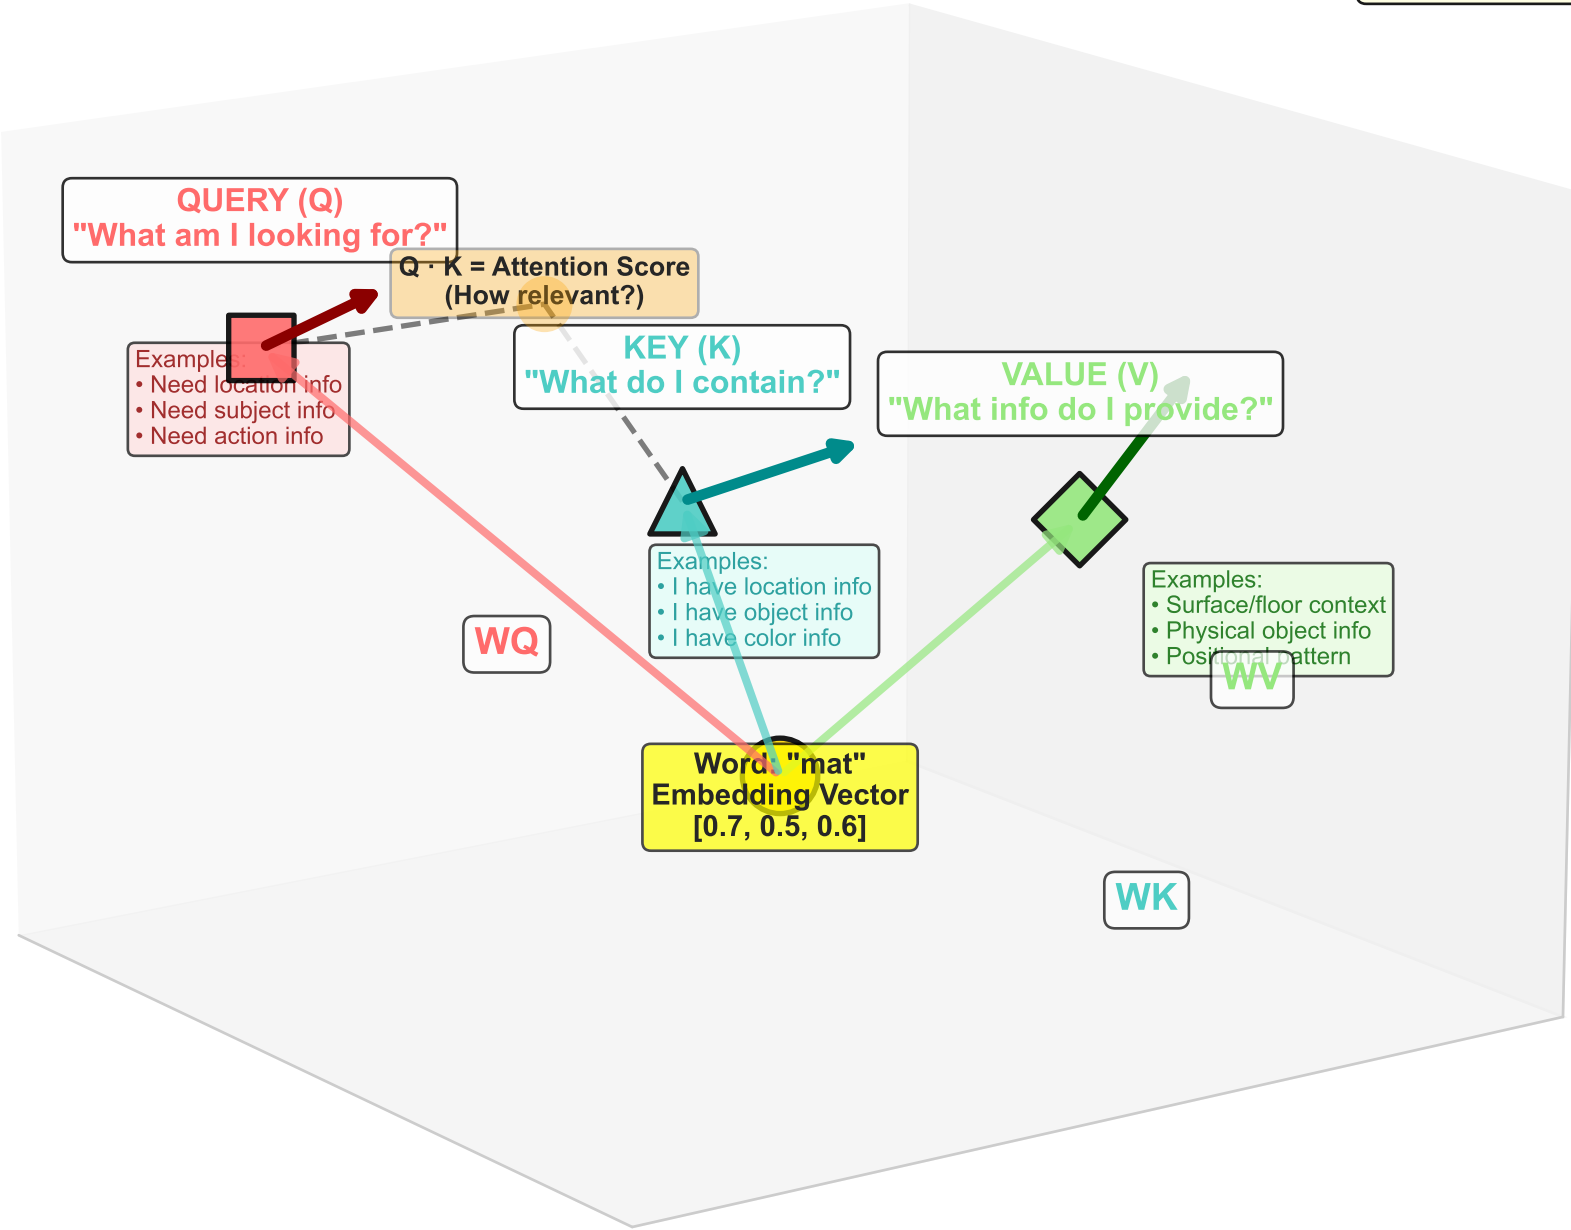 QUERY (Q)
"What am I looking for?"
Q · K = Attention Score
(How relevant?)
KEY (K)
"What do I contain?"
VALUE (V)
"What info do I provide?"
Examples:
• Need location info
• Need subject info
• Need action info
Examples:
• I have location info
• I have object info
• I have color info
Examples:
• Surface/floor context
• Physical object info
• Positional pattern
WQ
WV
Word: "mat"
Embedding Vector
[0.7, 0.5, 0.6]
WK